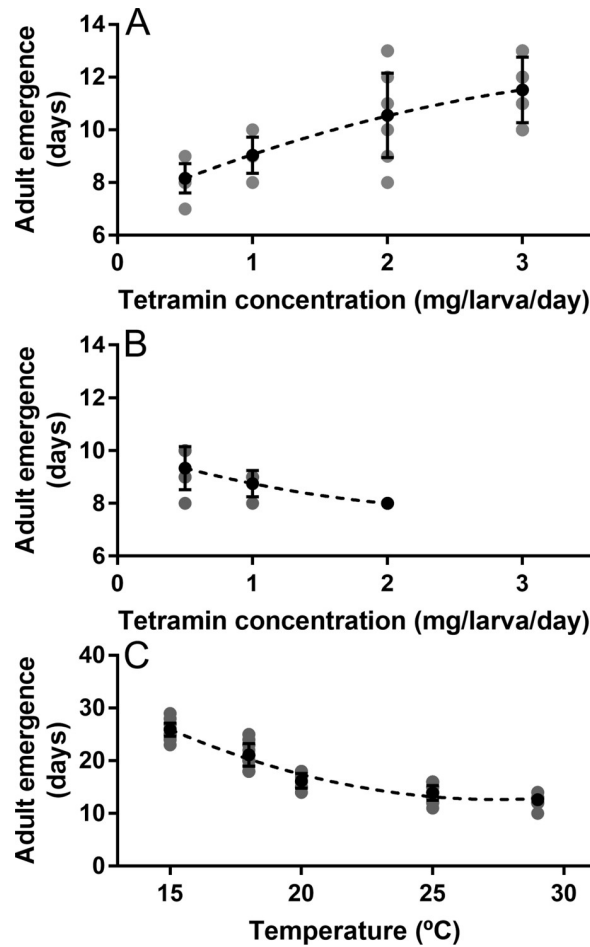 A
Adult emergence
(days)
14
12
10
8
6
0 1 2 3
Tetramin concentration (mg/larva/day)
B
Adult emergence
(days)
14
12
10
8
6
0 1 2 3
Tetramin concentration (mg/larva/day)
C
Adult emergence
(days)
40
30
20
10
0
15 20 25 30
Temperature (ºC)